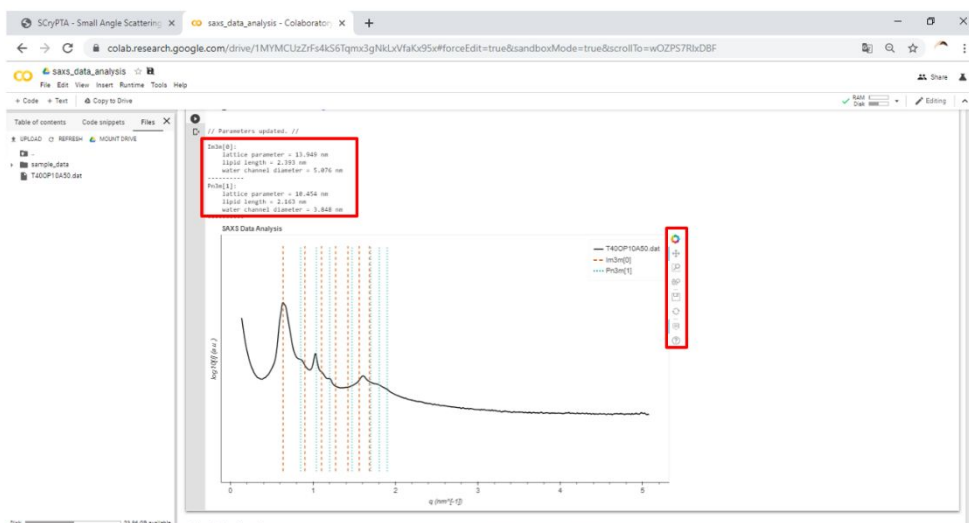 SCryPTA - Small Angle Scattering
saxs_data_analysis - Colaborator
colab.research.google.com/drive/1MYMCUzZrFs4kS6Tqmx3gNkLxVfaKx95x#forceEdit=true&sandboxMode=true&scrollTo=wOZPS7RlxDBF
saxs_data_analysis
File Edit View Insert Runtime Tools Help
Share
+ Code + Text Copy to Drive
RAM
Disk
Editing
Table of contents Code snippets Files
UPLOAD REFRESH MOUNT DRIVE
..
sample_data
T40OP10A50.dat
// Parameters updated. //
Im3m[0]:
lattice parameter = 13.949 nm
lipid length = 2.393 nm
water channel diameter = 5.076 nm
----------
Pn3m[1]:
lattice parameter = 10.454 nm
lipid length = 2.163 nm
water channel diameter = 3.848 nm
----------
SAXS Data Analysis
T40OP10A50.dat
Im3m[0]
Pn3m[1]
log10[I] (a.u.)
0 1 2 3 4 5
q (nm^[-1])
Disk